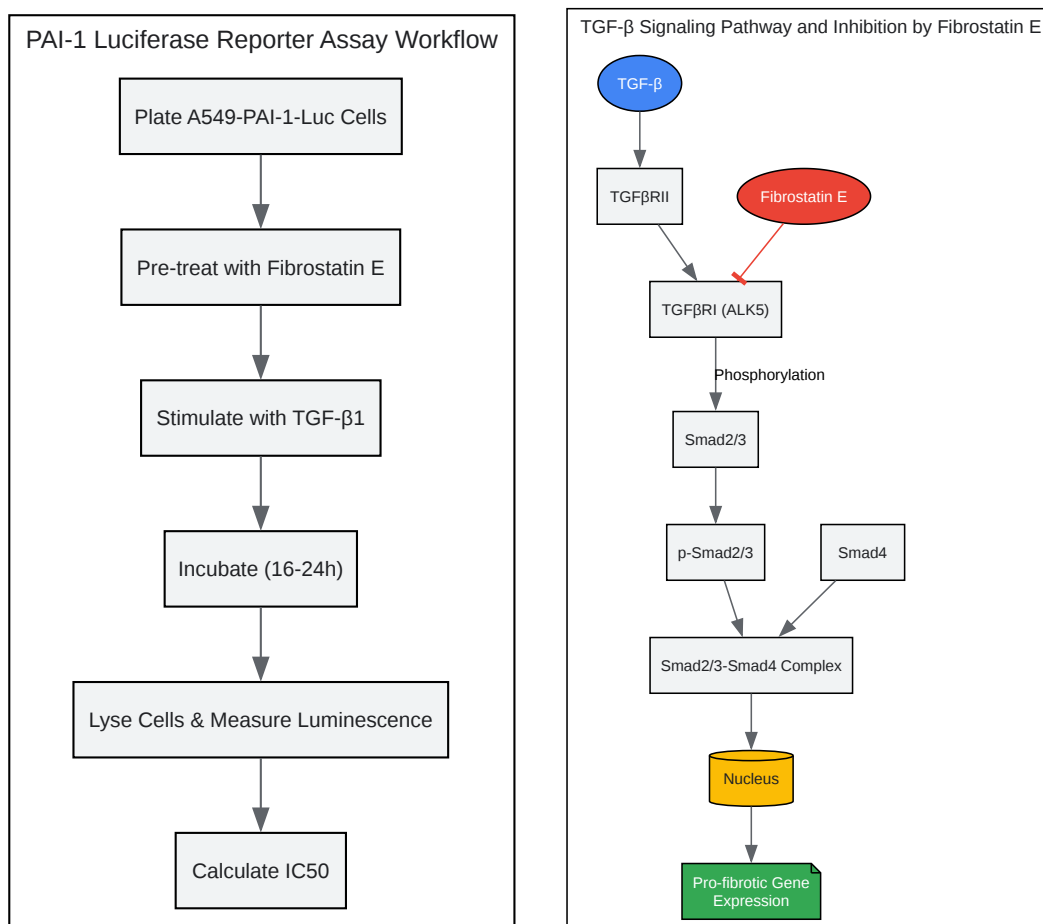 PAI-1 Luciferase Reporter Assay Workflow
Plate A549-PAI-1-Luc Cells
Pre-treat with Fibrostatin E
Stimulate with TGF-β1
Incubate (16-24h)
Lyse Cells & Measure Luminescence
Calculate IC50
TGF-β Signaling Pathway and Inhibition by Fibrostatin E
TGF-β
TGFβRII
Fibrostatin E
TGFβRI (ALK5)
Phosphorylation
Smad2/3
p-Smad2/3
Smad4
Smad2/3-Smad4 Complex
Nucleus
Pro-fibrotic Gene
Expression